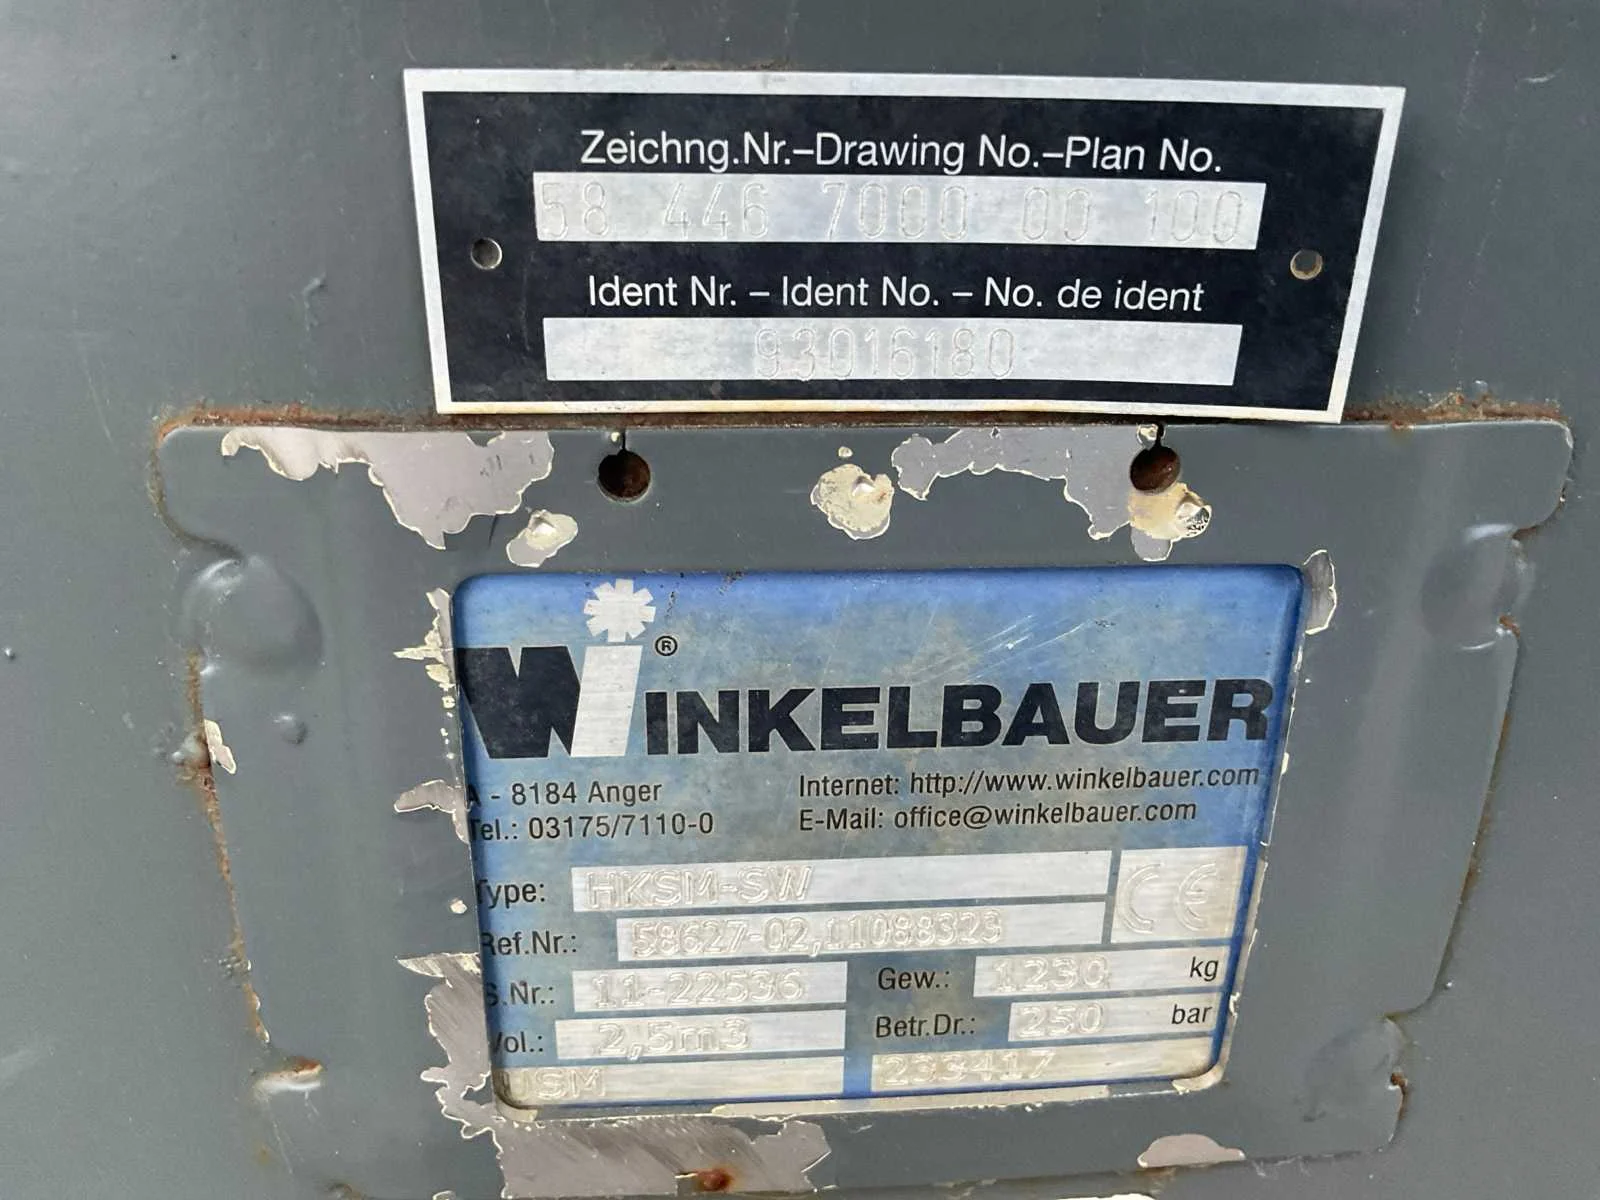 Zeichng.Nr.–Drawing No.–Plan No.
58 446 7000 00 100
Ident Nr. – Ident No. – No. de ident
93016180
WINKELBAUER®
A - 8184 Anger
Internet: http://www.winkelbauer.com
Tel.: 03175/7110-0
E-Mail: office@winkelbauer.com
Type: HKSM-SW
CE
Ref.Nr.: 58627-02,11088323
S.Nr.: 11-22536
Gew.: 1230 kg
Vol.: 2,5m3
Betr.Dr.: 250 bar
USM
233417